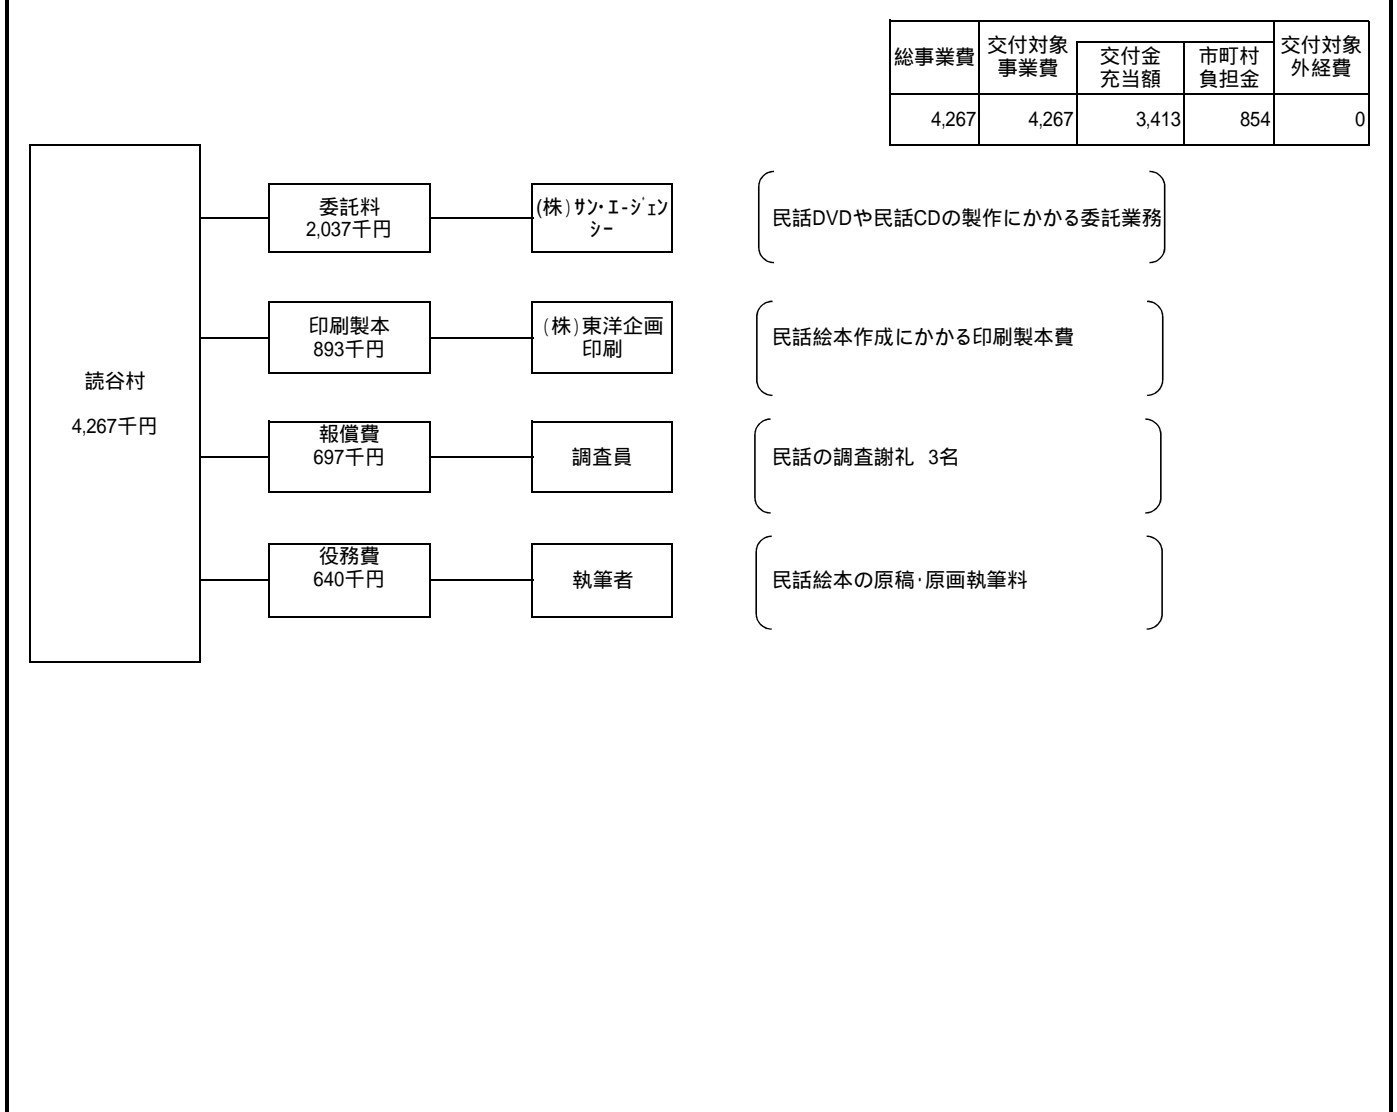 総事業費
交付対象
事業費
交付金
充当額
市町村
負担金
交付対象
外経費
4,267
4,267
3,413
854
0
読谷村
4,267千円
委託料
2,037千円
(株)ｻﾝ･ｴｰｼﾞｪﾝ
ｼｰ
民話DVDや民話CDの製作にかかる委託業務
印刷製本
893千円
(株)東洋企画
印刷
民話絵本作成にかかる印刷製本費
報償費
697千円
調査員
民話の調査謝礼 3名
役務費
640千円
執筆者
民話絵本の原稿･原画執筆料